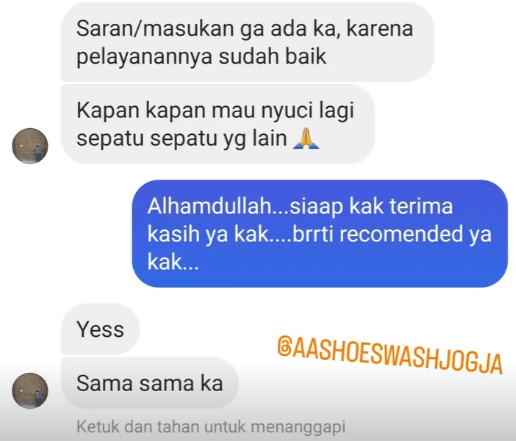 Saran/masukan ga ada ka, karena
pelayanannya sudah baik
Kapan kapan mau nyuci lagi
sepatu sepatu yg lain 🙏
Alhamdullah...siaap kak terima
kasih ya kak....brrti recomended ya
kak...
Yess
@AASHOESWASHJOGJA
Sama sama ka
Ketuk dan tahan untuk menanggapi